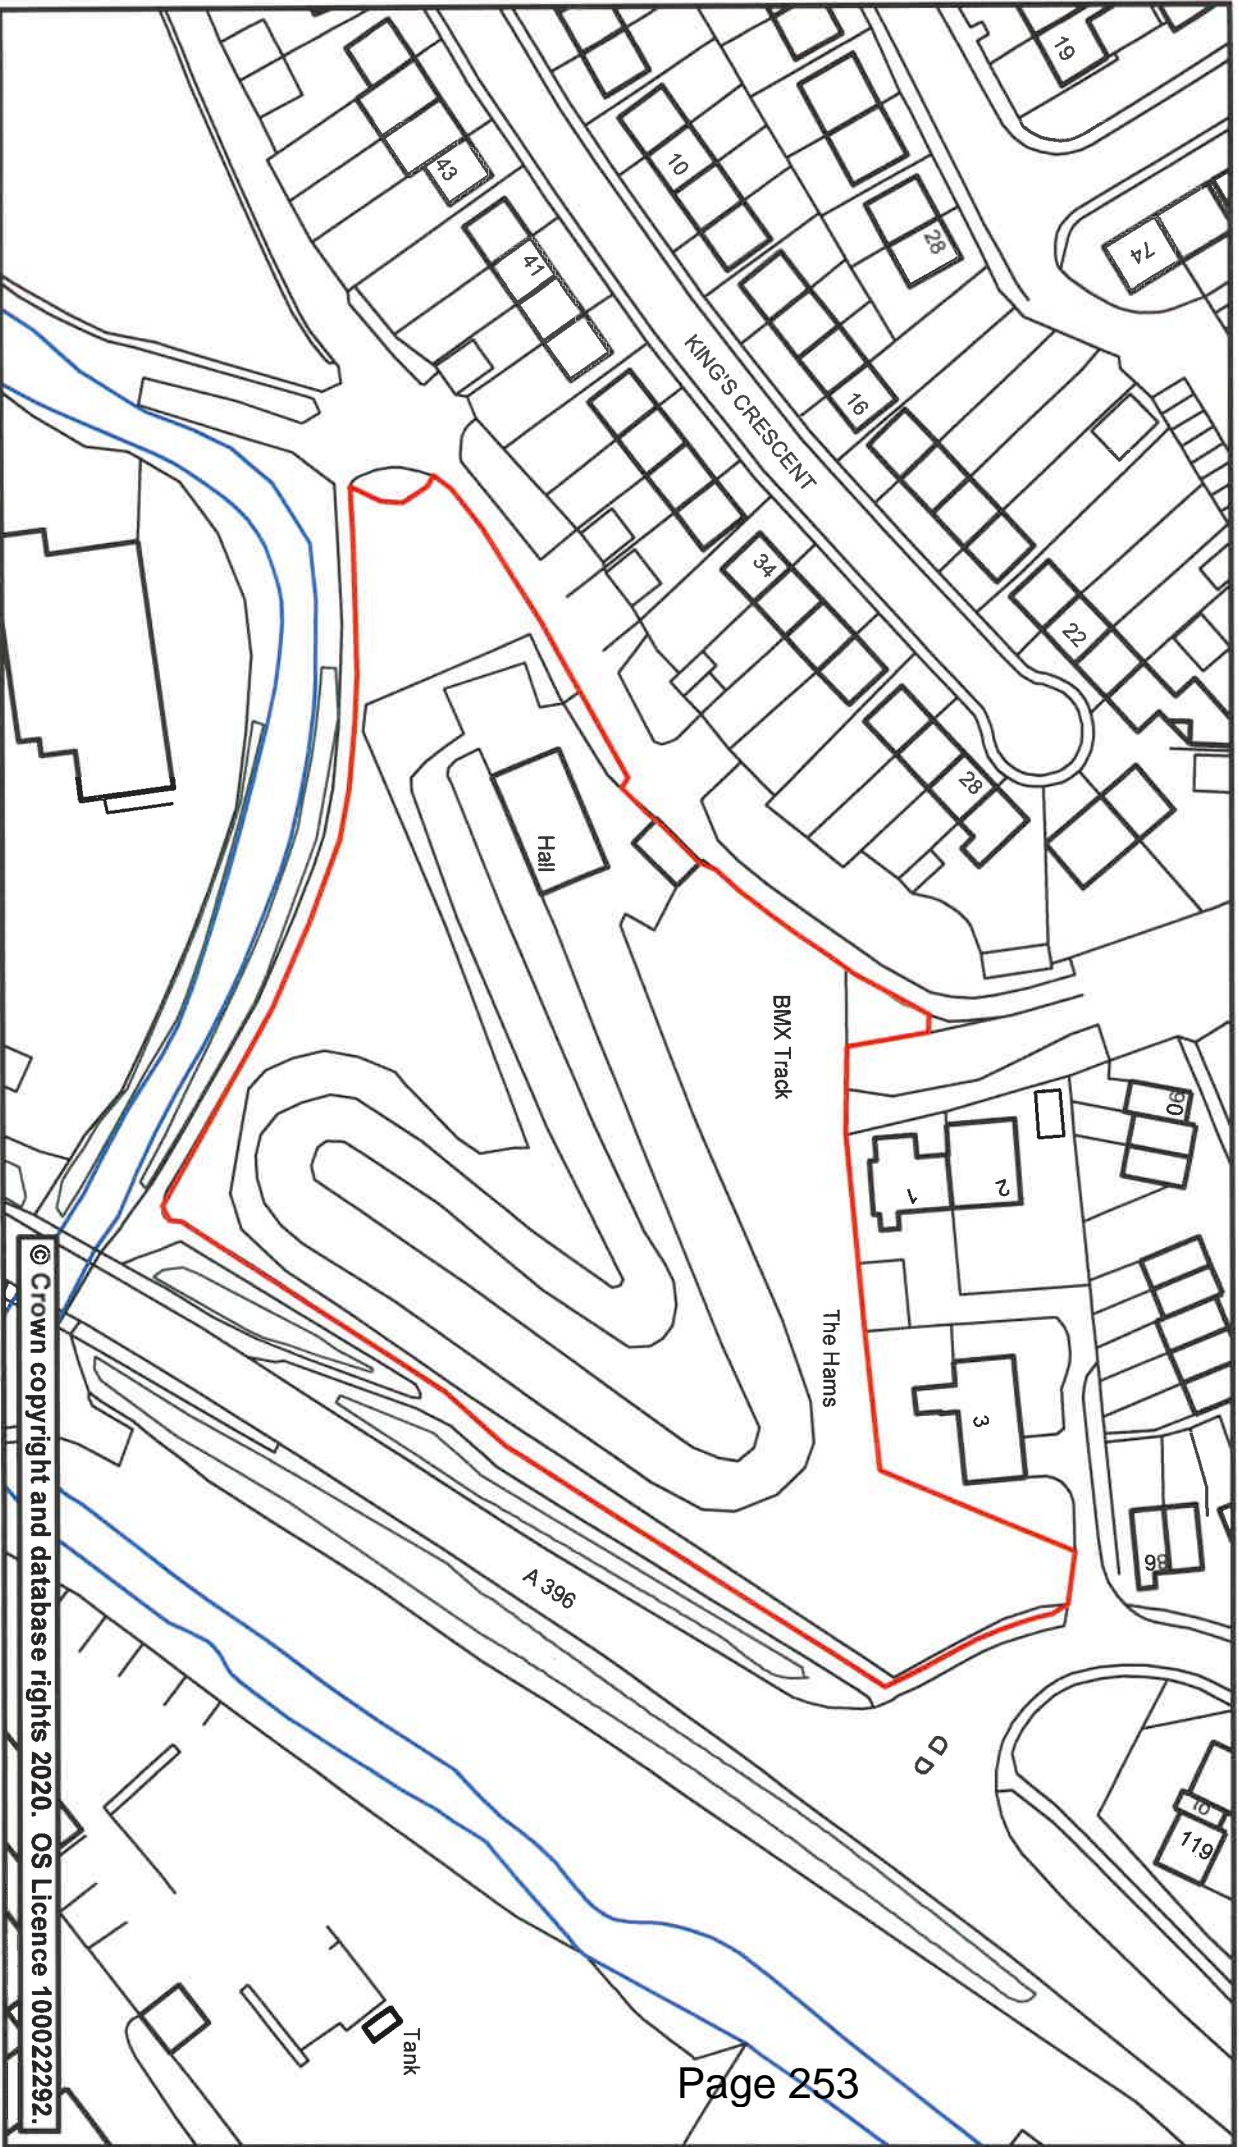 19
74
10
28
43
41
KING'S CRESCENT
16
34
22
28
Hall
BMX Track
90
2
1
The Hams
3
98
A 396
119
Tank
Page 253
© Crown copyright and database rights 2020. OS Licence 100022292.